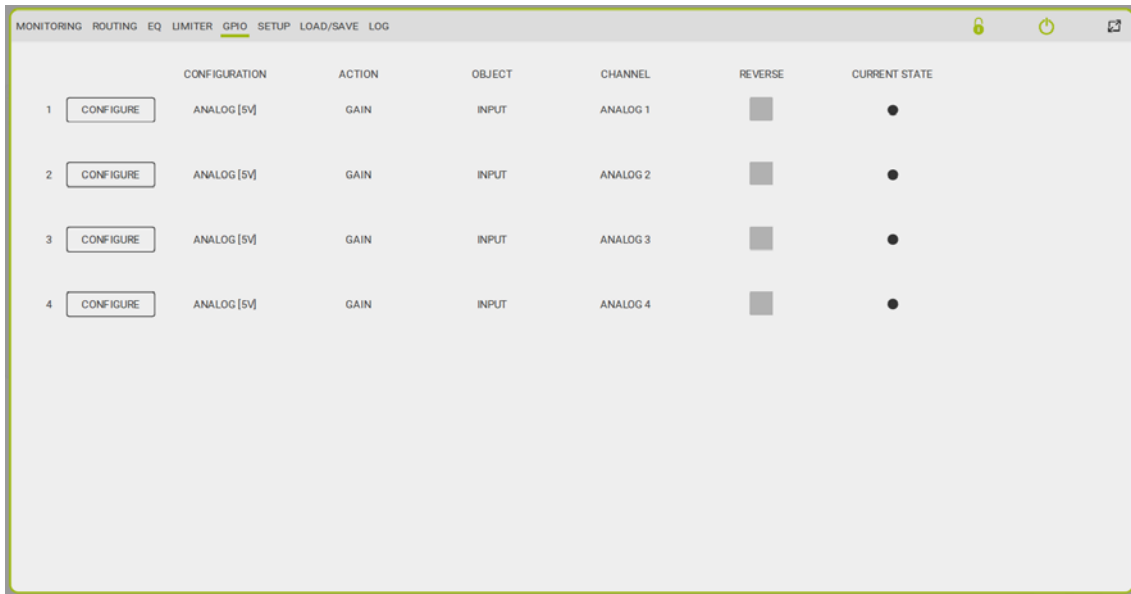 MONITORING ROUTING EQ LIMITER GPIO SETUP LOAD/SAVE LOG
CONFIGURATION ACTION OBJECT CHANNEL REVERSE CURRENT STATE
1 CONFIGURE ANALOG [5V] GAIN INPUT ANALOG 1
2 CONFIGURE ANALOG [5V] GAIN INPUT ANALOG 2
3 CONFIGURE ANALOG [5V] GAIN INPUT ANALOG 3
4 CONFIGURE ANALOG [5V] GAIN INPUT ANALOG 4